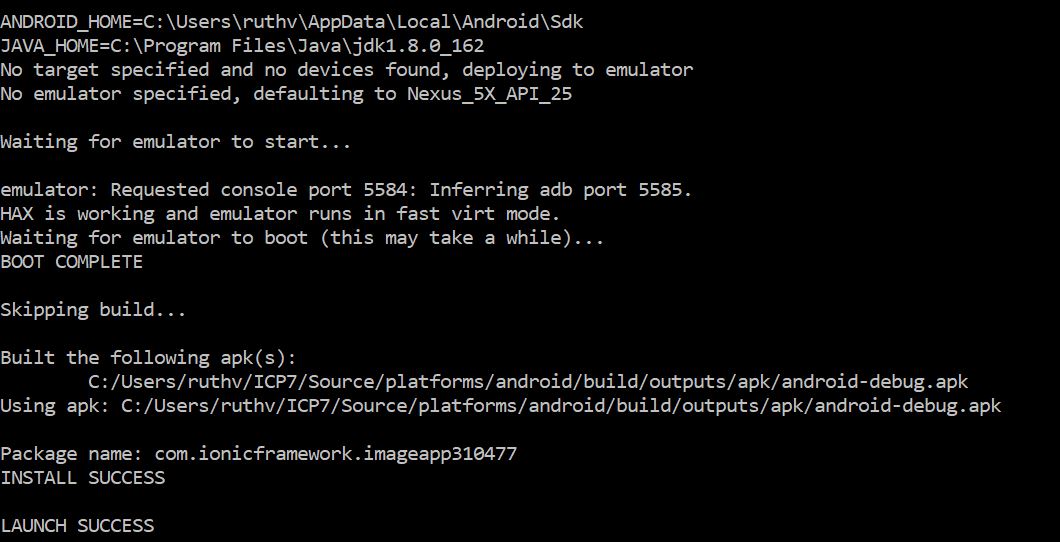 ANDROID_HOME=C:\Users\ruthv\AppData\Local\Android\Sdk
JAVA_HOME=C:\Program Files\Java\jdk1.8.0_162
No target specified and no devices found, deploying to emulator
No emulator specified, defaulting to Nexus_5X_API_25
Waiting for emulator to start...
emulator: Requested console port 5584: Inferring adb port 5585.
HAX is working and emulator runs in fast virt mode.
Waiting for emulator to boot (this may take a while)...
BOOT COMPLETE
Skipping build...
Built the following apk(s):
C:/Users/ruthv/ICP7/Source/platforms/android/build/outputs/apk/android-debug.apk
Using apk: C:/Users/ruthv/ICP7/Source/platforms/android/build/outputs/apk/android-debug.apk
Package name: com.ionicframework.imageapp310477
INSTALL SUCCESS
LAUNCH SUCCESS